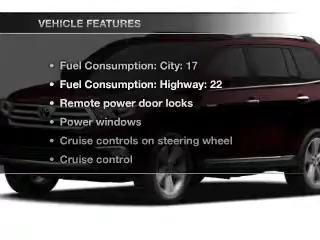 VEHICLE FEATURES
• Fuel Consumption: City: 17
• Fuel Consumption: Highway: 22
• Remote power door locks
• Power windows
• Cruise controls on steering wheel
• Cruise control